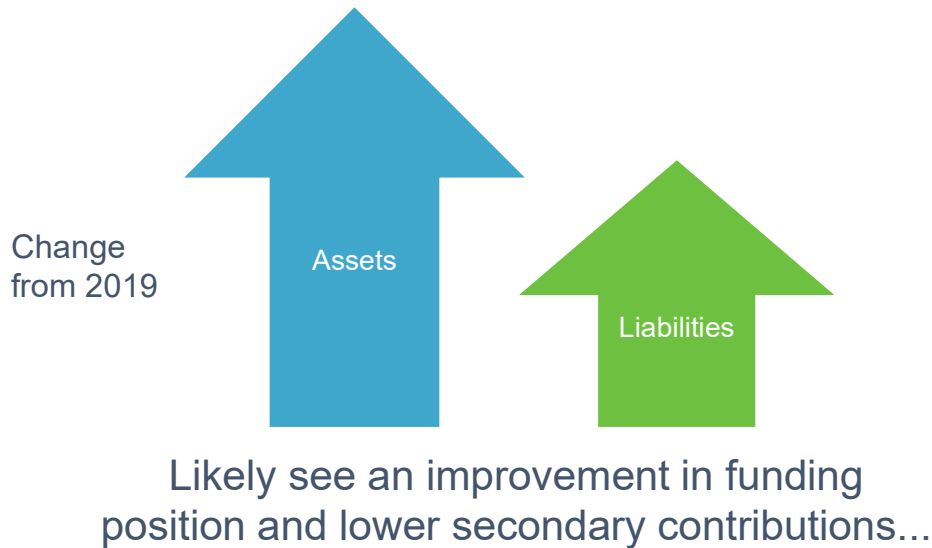 Change
from 2019
Assets
Liabilities
Likely see an improvement in funding
position and lower secondary contributions...